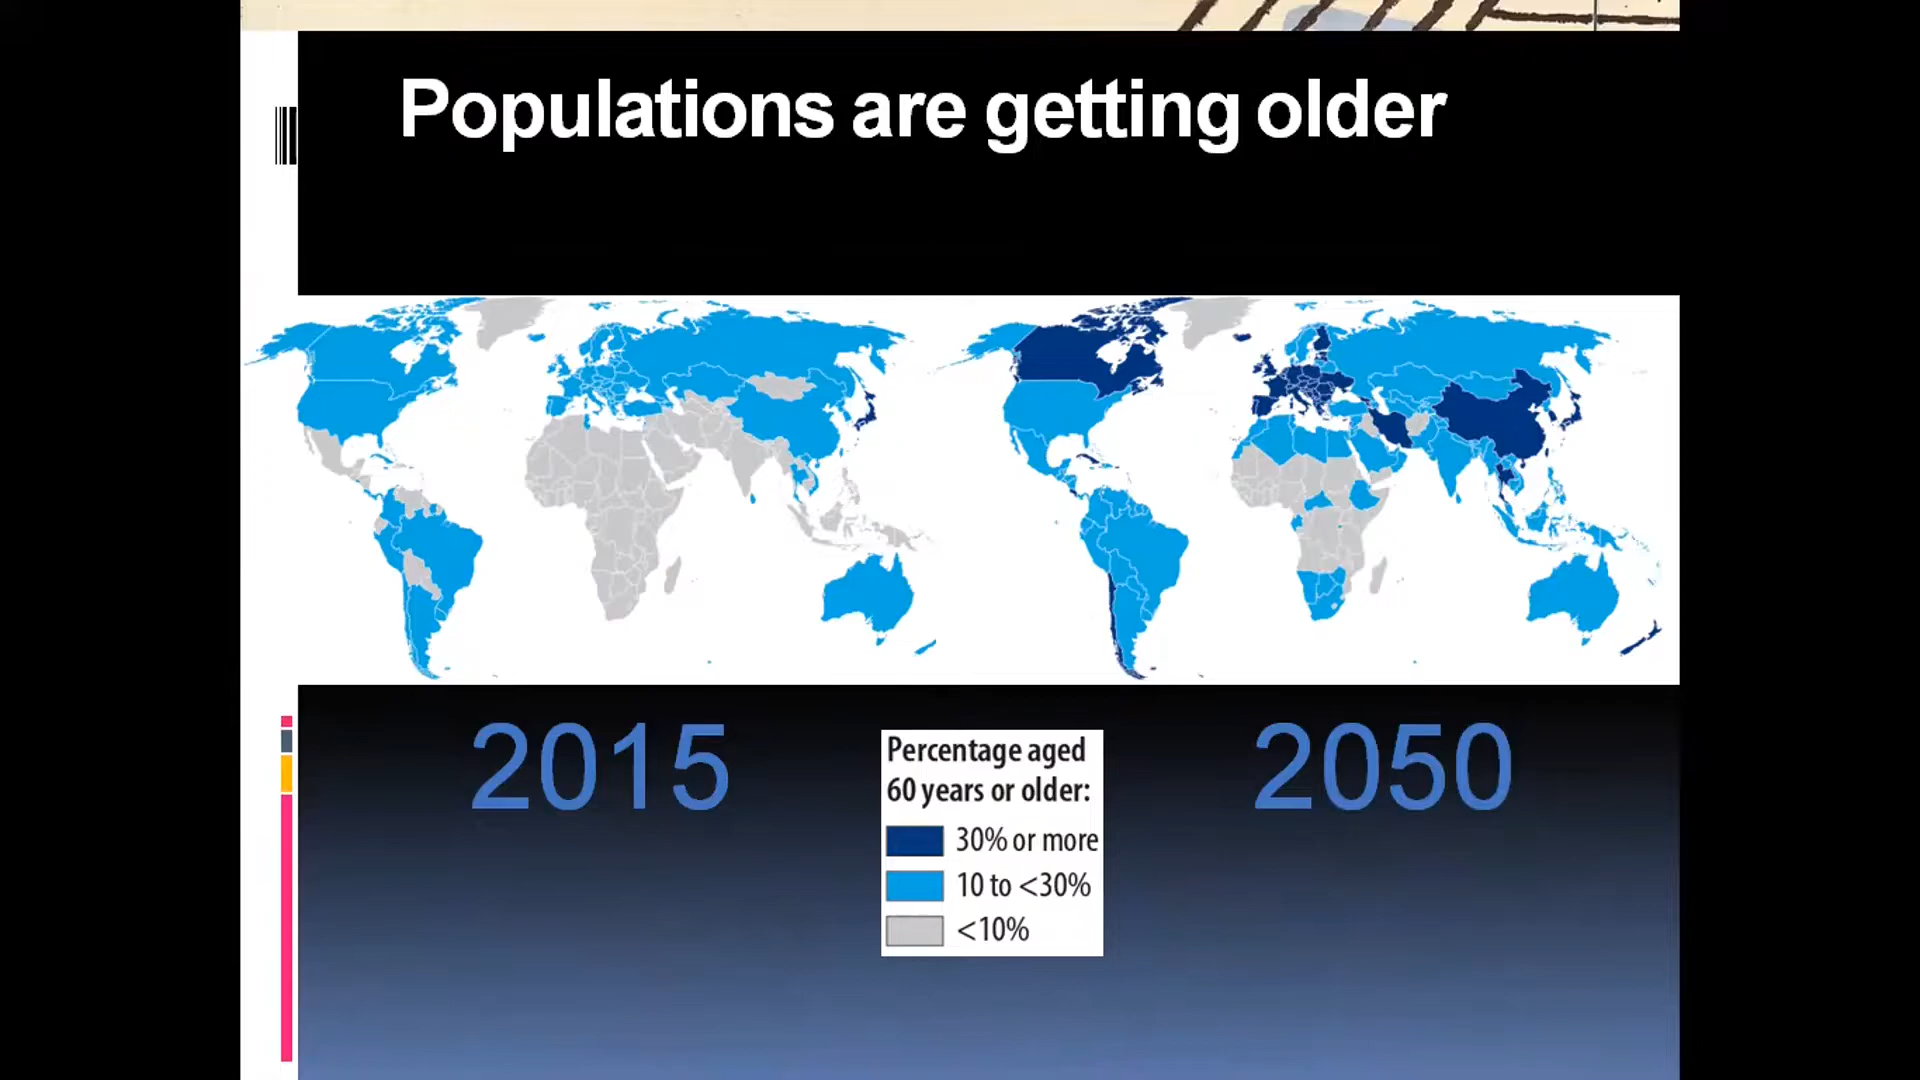 Populations are getting older
2015
2050
Percentage aged
60 years or older:
30% or more
10 to <30%
<10%